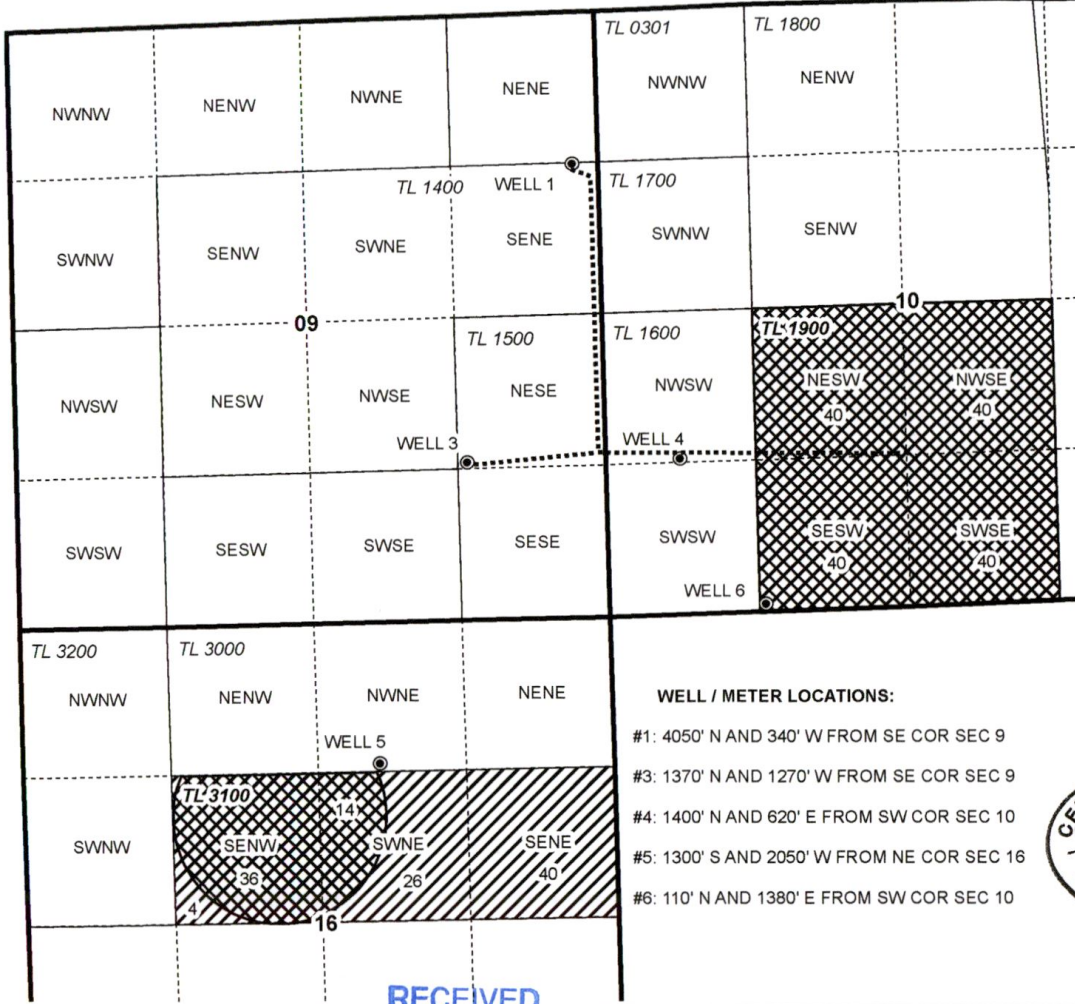 TL 0301 TL 1800
NWNW NENW NWNE NENE NWNW NENW
TL 1400 WELL 1 TL 1700
SWNW SENW SWNE SENE SWNW SENW
09 10
TL 1500 TL 1600 TL 1900
NWSW NESW NWSE NESE NWSW NESW NWSE
40 40
WELL 3 WELL 4
SWSW SESW SWSE SESE SWSW SESW SWSE
40 40
WELL 6
TL 3200 TL 3000
NWNW NENW NWNE NENE
WELL 5
TL 3100 14
SWNW SENW SWNE SENE
36 26 40
4
16
WELL / METER LOCATIONS:
#1: 4050' N AND 340' W FROM SE COR SEC 9
#3: 1370' N AND 1270' W FROM SE COR SEC 9
#4: 1400' N AND 620' E FROM SW COR SEC 10
#5: 1300' S AND 2050' W FROM NE COR SEC 16
#6: 110' N AND 1380' E FROM SW COR SEC 10
RECEIVED